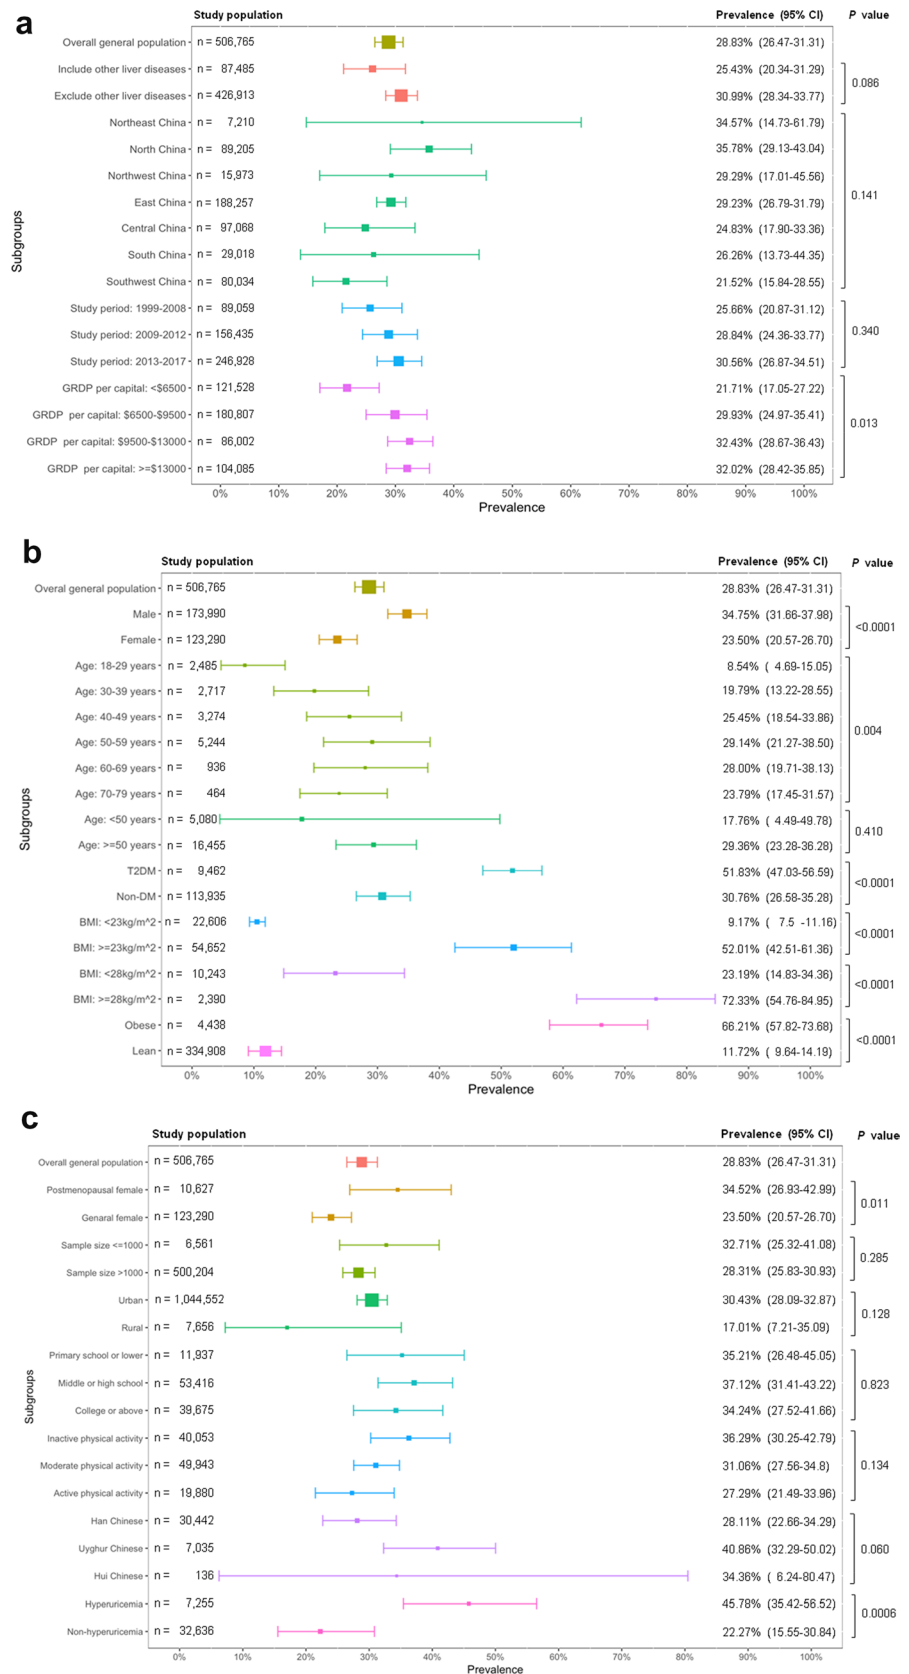 a
Study population Prevalence (95% CI) P value
Overall general population n = 506,765 28.83% (26.47-31.31)
Include other liver diseases n = 87,485 25.43% (20.34-31.29)
0.086
Exclude other liver diseases n = 426,913 30.99% (28.34-33.77)
Northeast China n = 7,210 34.57% (14.73-61.79)
North China n = 89,205 35.78% (29.13-43.04)
Northwest China n = 15,973 29.29% (17.01-45.56)
0.141
East China n = 188,257 29.23% (26.79-31.79)
Central China n = 97,068 24.83% (17.90-33.36)
South China n = 29,018 26.26% (13.73-44.35)
Southwest China n = 80,034 21.52% (15.84-28.55)
Study period: 1999-2008 n = 89,059 25.66% (20.87-31.12)
Study period: 2009-2012 n = 156,435 28.84% (24.36-33.77) 0.340
Study period: 2013-2017 n = 246,928 30.56% (26.87-34.51)
GRDP per capital: <$6500 n = 121,528 21.71% (17.05-27.22)
GRDP per capital: $6500-$9500 n = 180,807 29.93% (24.97-35.41)
0.013
GRDP per capital: $9500-$13000 n = 86,002 32.43% (28.67-36.43)
GRDP per capital: >=$13000 n = 104,085 32.02% (28.42-35.85)
0% 10% 20% 30% 40% 50% 60% 70% 80% 90% 100%
Prevalence
Subgroups
b
Study population Prevalence (95% CI) P value
Overal general population n = 506,765 28.83% (26.47-31.31)
Male n = 173,990 34.75% (31.66-37.98)
<0.0001
Female n = 123,290 23.50% (20.57-26.70)
Age: 18-29 years n = 2,485 8.54% ( 4.69-15.05)
Age: 30-39 years n = 2,717 19.79% (13.22-28.55)
Age: 40-49 years n = 3,274 25.45% (18.54-33.86)
0.004
Age: 50-59 years n = 5,244 29.14% (21.27-38.50)
Age: 60-69 years n = 936 28.00% (19.71-38.13)
Age: 70-79 years n = 464 23.79% (17.45-31.57)
Age: <50 years n = 5,080 17.76% ( 4.49-49.78)
0.410
Age: >=50 years n = 16,455 29.36% (23.28-36.28)
T2DM n = 9,462 51.83% (47.03-56.59)
<0.0001
Non-DM n = 113,935 30.76% (26.58-35.28)
BMI: <23kg/m^2 n = 22,606 9.17% ( 7.5 -11.16)
<0.0001
BMI: >=23kg/m^2 n = 54,652 52.01% (42.51-61.36)
BMI: <28kg/m^2 n = 10,243 23.19% (14.83-34.36)
<0.0001
BMI: >=28kg/m^2 n = 2,390 72.33% (54.76-84.95)
Obese n = 4,438 66.21% (57.82-73.68)
<0.0001
Lean n = 334,908 11.72% ( 9.64-14.19)
0% 10% 20% 30% 40% 50% 60% 70% 80% 90% 100%
Prevalence
Subgroups
c
Study population Prevalence (95% CI) P value
Overall general population n = 506,765 28.83% (26.47-31.31)
Postmenopausal female n = 10,627 34.52% (26.93-42.99)
0.011
Genaral female n = 123,290 23.50% (20.57-26.70)
Sample size <=1000 n = 6,561 32.71% (25.32-41.08)
0.285
Sample size >1000 n = 500,204 28.31% (25.83-30.93)
Urban n = 1,044,552 30.43% (28.09-32.87)
0.128
Rural n = 7,656 17.01% (7.21-35.09)
Primary school or lower n = 11,937 35.21% (26.48-45.05)
Middle or high school n = 53,416 37.12% (31.41-43.22) 0.823
College or above n = 39,675 34.24% (27.52-41.66)
Inactive physical activity n = 40,053 36.29% (30.25-42.79)
Moderate physical activity n = 49,943 31.06% (27.56-34.8) 0.134
Active physical activity n = 19,880 27.29% (21.49-33.96)
Han Chinese n = 30,442 28.11% (22.66-34.29)
Uyghur Chinese n = 7,035 40.86% (32.29-50.02) 0.060
Hui Chinese n = 136 34.36% ( 6.24-80.47)
Hyperuricemia n = 7,255 45.78% (35.42-56.52)
0.0006
Non-hyperuricemia n = 32,636 22.27% (15.55-30.84)
0% 10% 20% 30% 40% 50% 60% 70% 80% 90% 100%
Prevalence
Subgroups